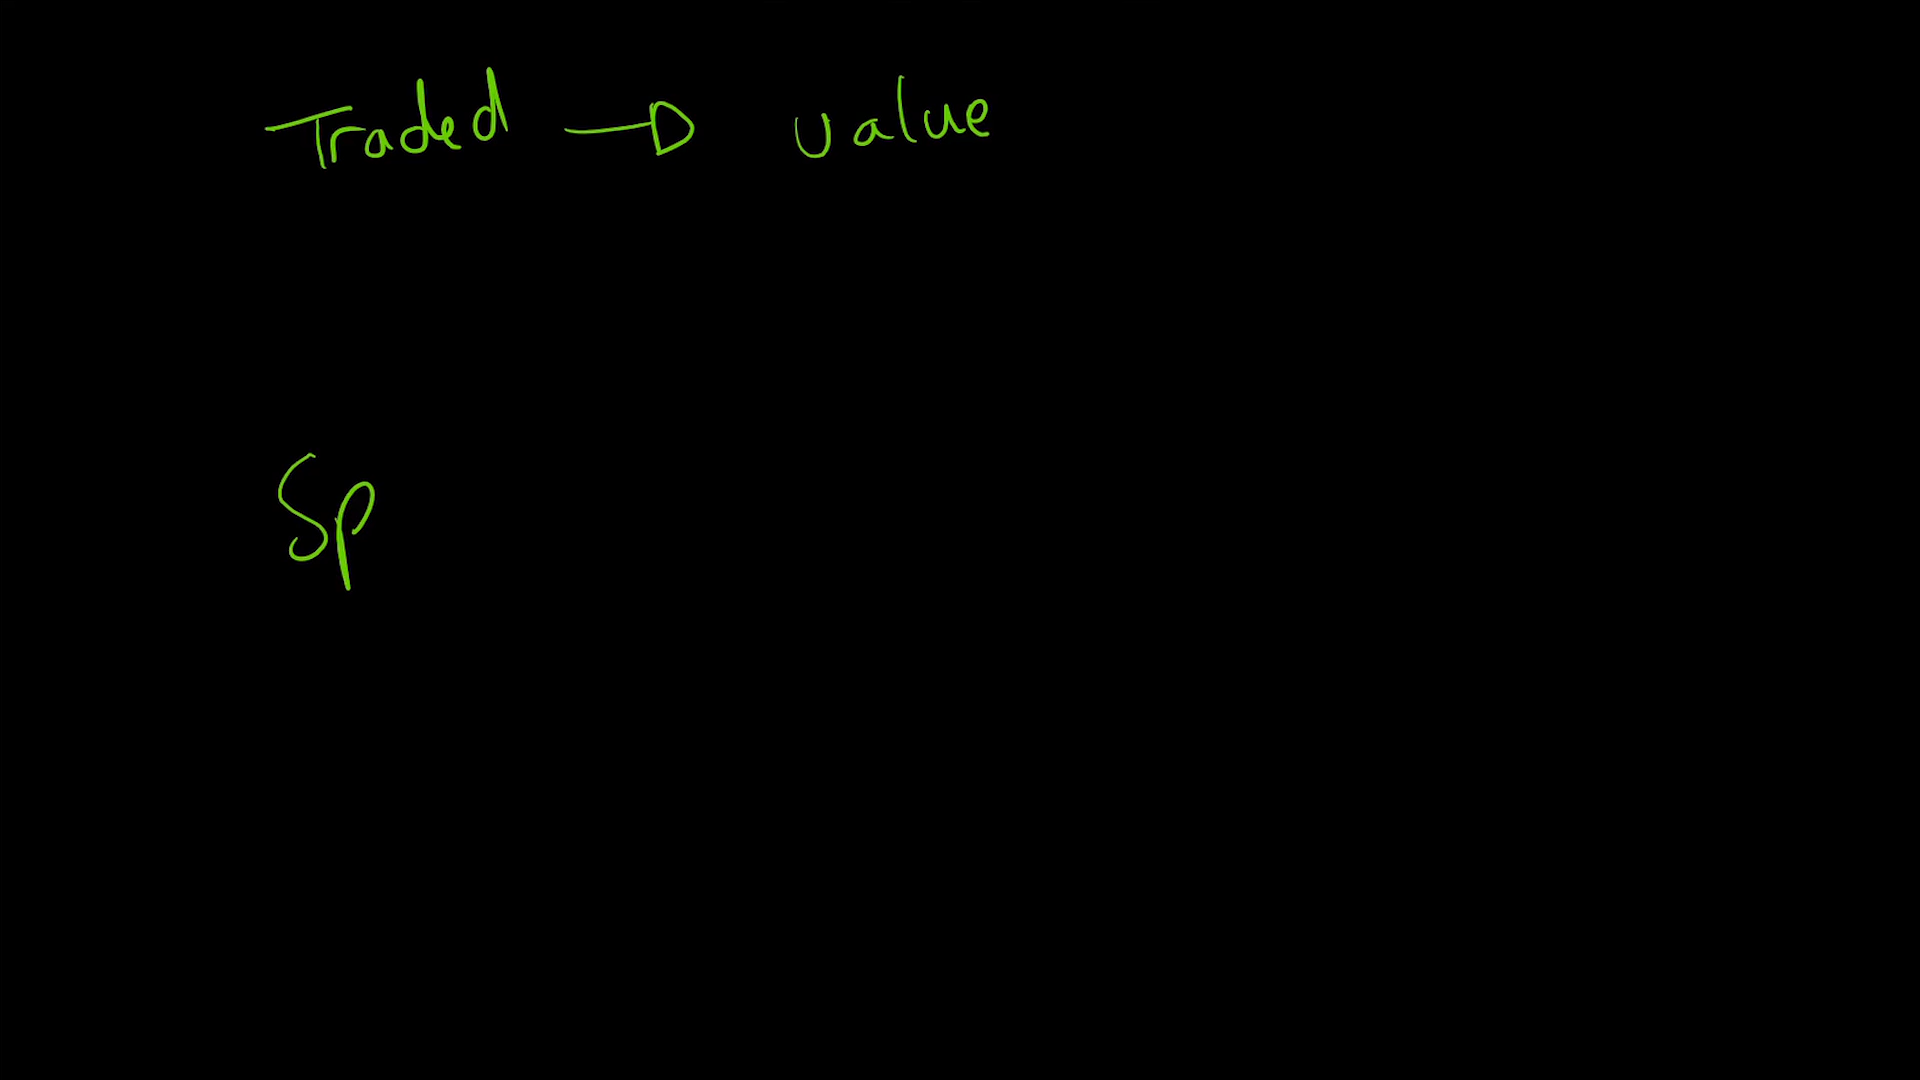 Traded → value
Sp